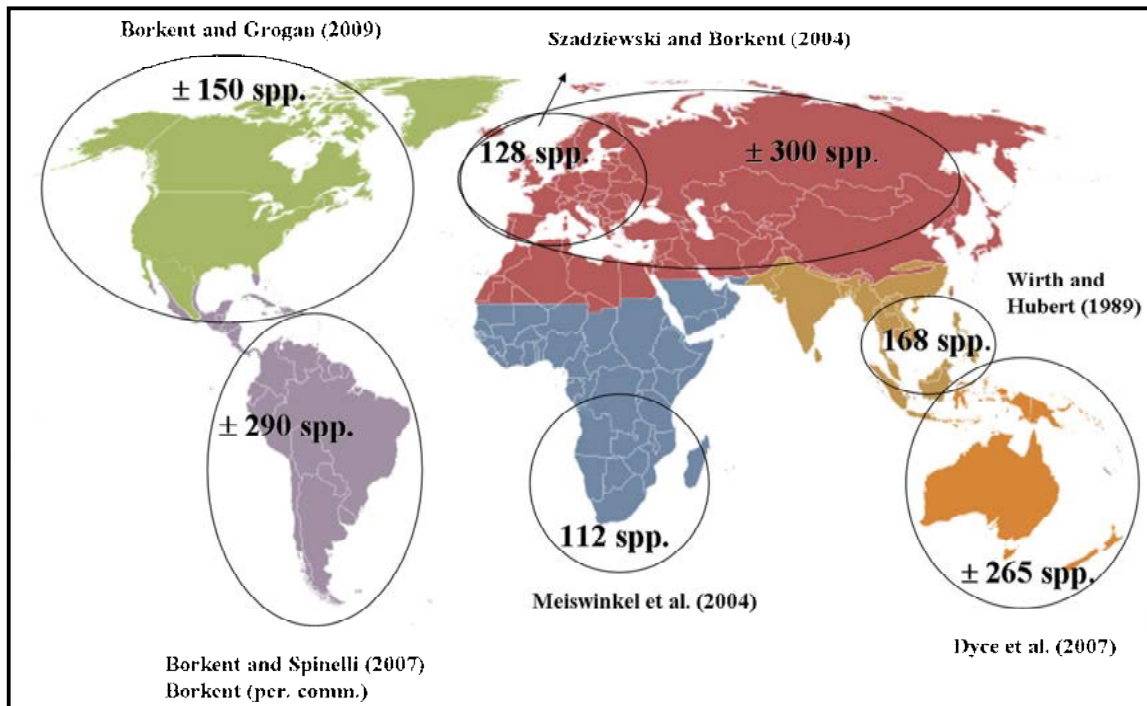 Borkent and Grogan (2009)
Szadziewski and Borkent (2004)
± 150 spp.
128 spp.
± 300 spp.
Wirth and
Hubert (1989)
168 spp.
± 290 spp.
112 spp.
± 265 spp.
Meiswinkel et al. (2004)
Dyce et al. (2007)
Borkent and Spinelli (2007)
Borkent (per. comm.)